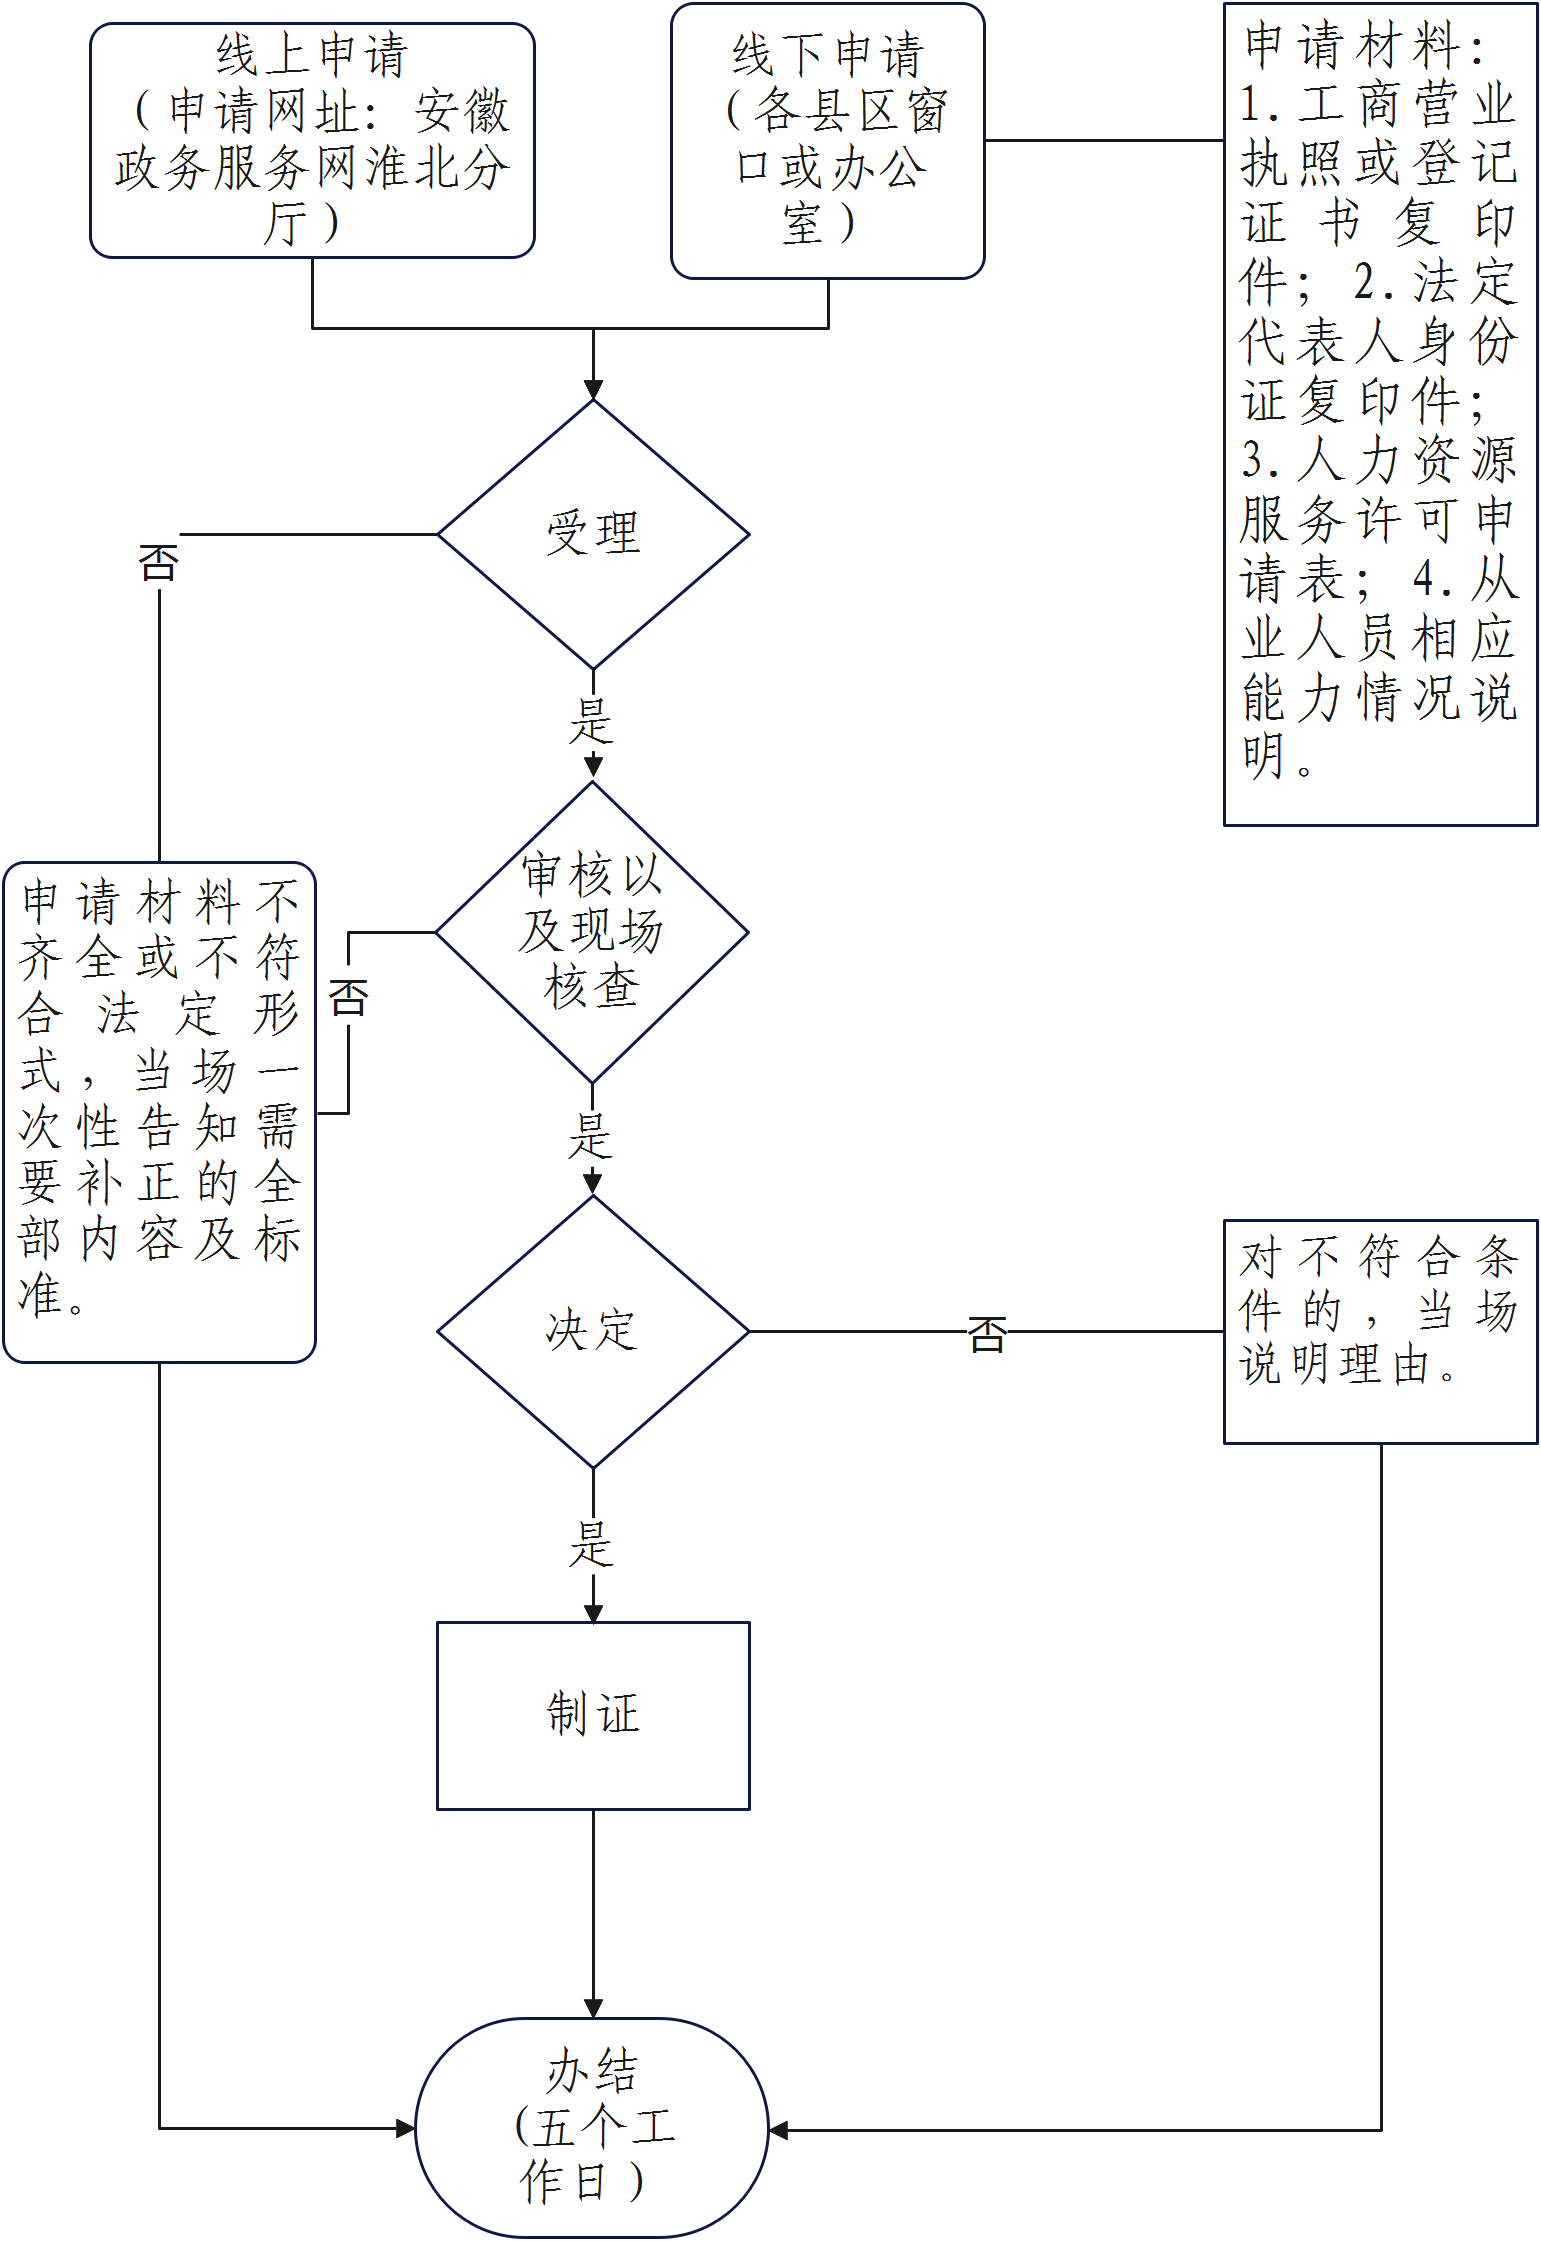 线上申请
（申请网址：安徽
政务服务网淮北分
厅）
线下申请
（各县区窗
口或办公
室）
申请材料：
1.工商营业
执照或登记
证书复印
件；2.法定
代表人身份
证复印件；
3.人力资源
服务许可申
请表；4.从
业人员相应
能力情况说
明。
受理
否
是
审核以
及现场
核查
否
申请材料不
齐全或不符
合法定形
式，当场一
次性告知需
要补正的全
部内容及标
准。
是
决定
否
对不符合条
件的，当场
说明理由。
是
制证
办结
（五个工
作日）